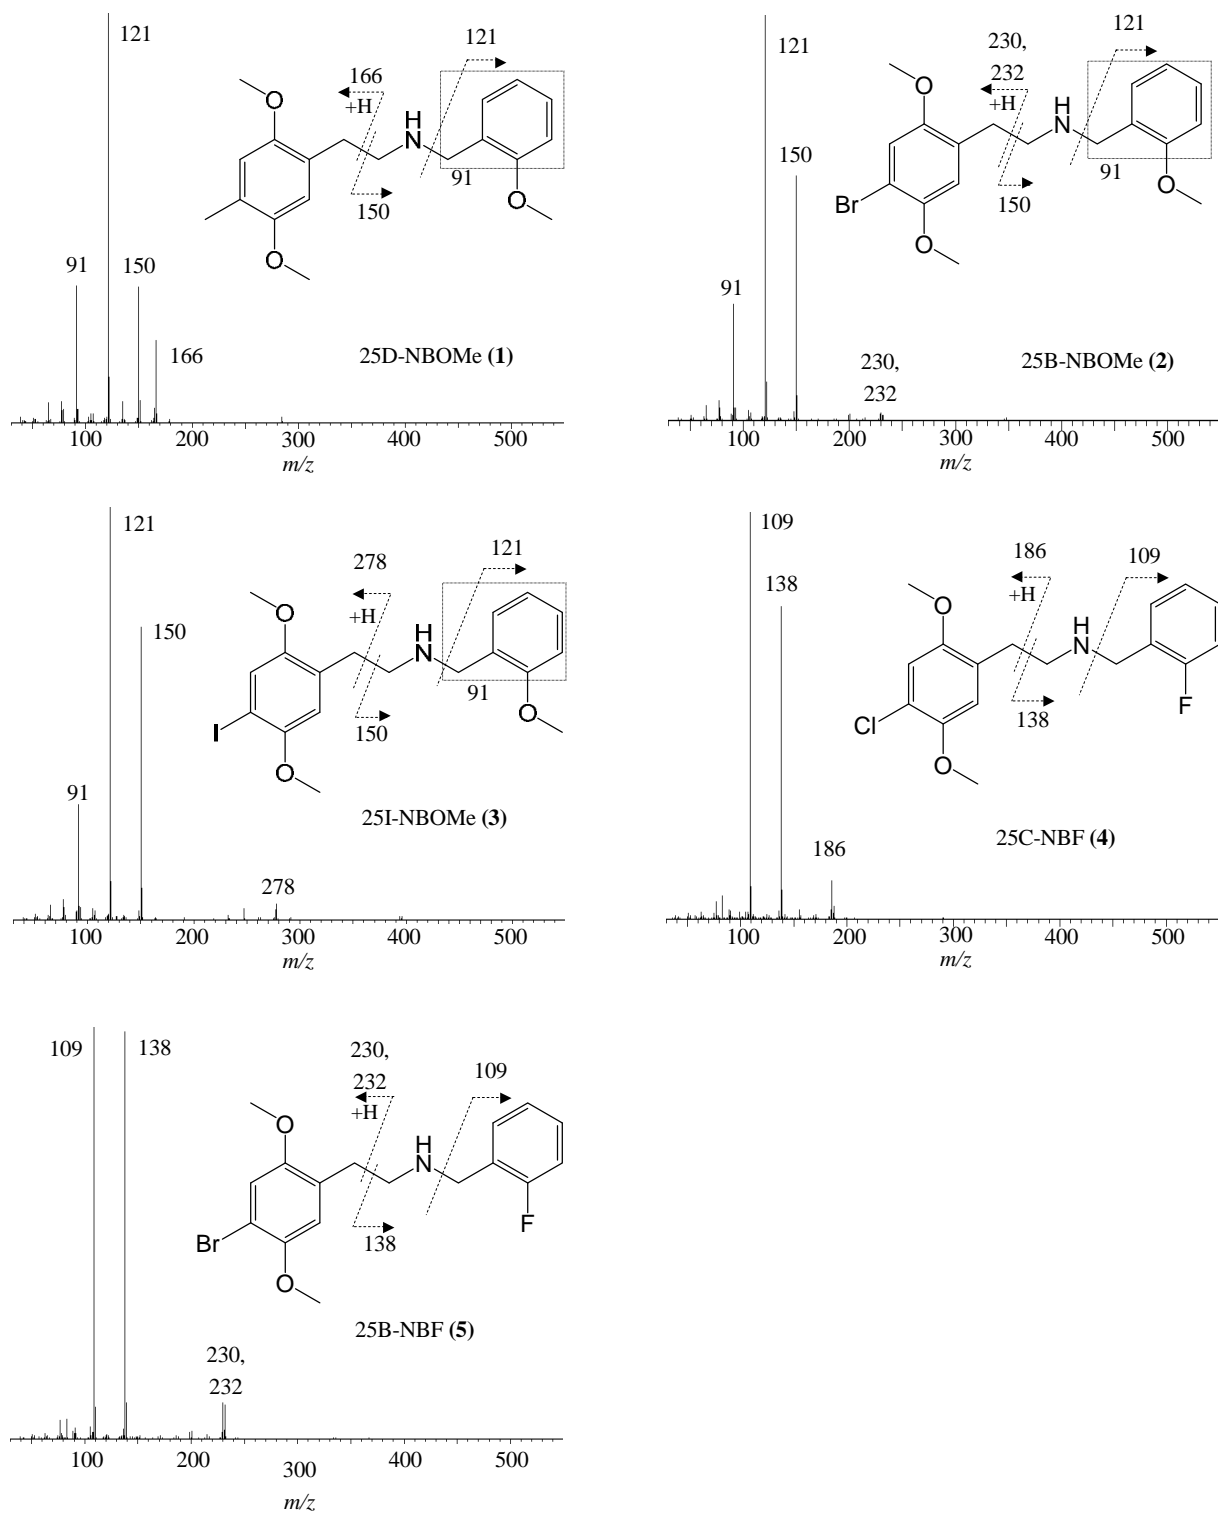 121
121
166
+H
H
N
O
91
150
O
O
91
150
166
25D-NBOMe (1)
100 200 300 400 500
m/z
121
150
230,
232
+H
121
H
N
O
91
150
Br
O
O
91
230,
232
25B-NBOMe (2)
100 200 300 400 500
m/z
121
150
278
+H
121
H
N
O
91
150
I
O
O
91
278
25I-NBOMe (3)
100 200 300 400 500
m/z
109
138
186
+H
109
H
N
O
138
Cl
F
O
186
25C-NBF (4)
100 200 300 400 500
m/z
109
138
230,
232
+H
109
H
N
O
138
Br
F
O
25B-NBF (5)
230,
232
100 200 300 400 500
m/z